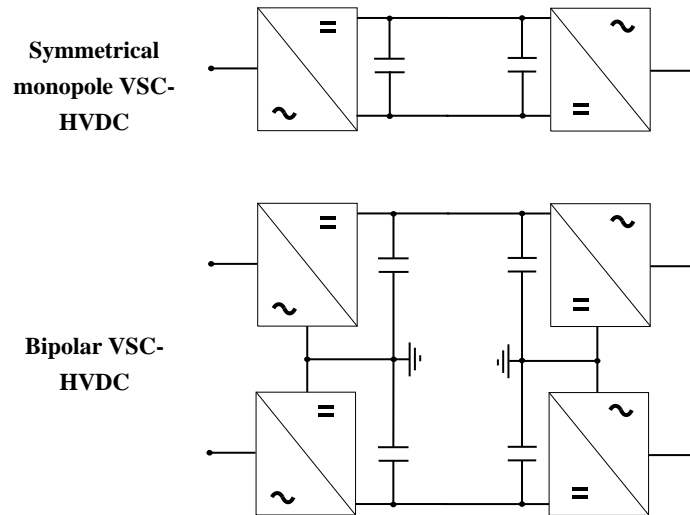 Symmetrical
monopole VSC-
HVDC
Bipolar VSC-
HVDC